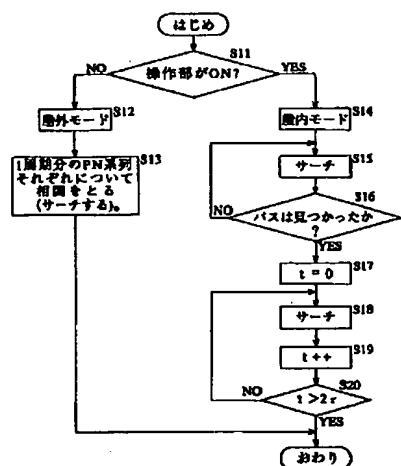 はじめ
S11
操作部がON?
NO
YES
S12
屋外モード
S14
屋内モード
S13
1周期分のPN系列
それぞれについて
相関をとる
(サーチする)。
S15
サーチ
S16
パスは見つかったか
?
NO
YES
S17
t = 0
S18
サーチ
S19
t ++
S20
t >2r
NO
YES
おわり